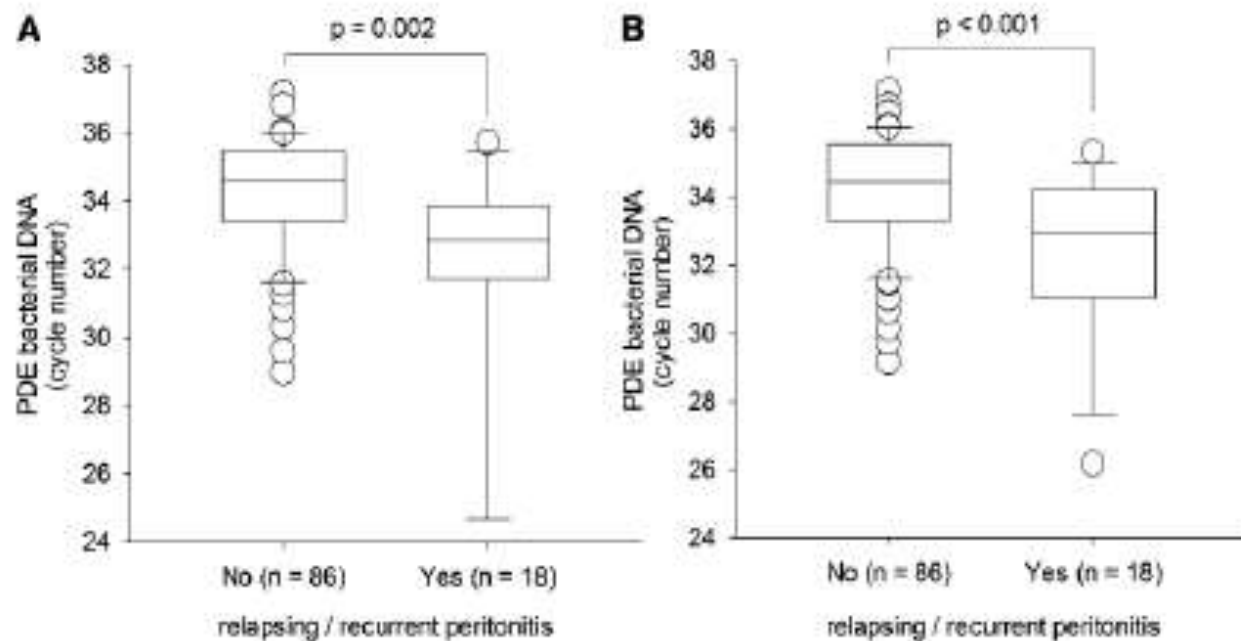 A
p = 0.002
38
36
34
32
30
28
26
24
PDE bacterial DNA
(cycle number)
No (n = 86)
Yes (n = 18)
relapsing / recurrent peritonitis
B
p < 0.001
38
36
34
32
30
28
26
24
PDE bacterial DNA
(cycle number)
No (n = 86)
Yes (n = 18)
relapsing / recurrent peritonitis